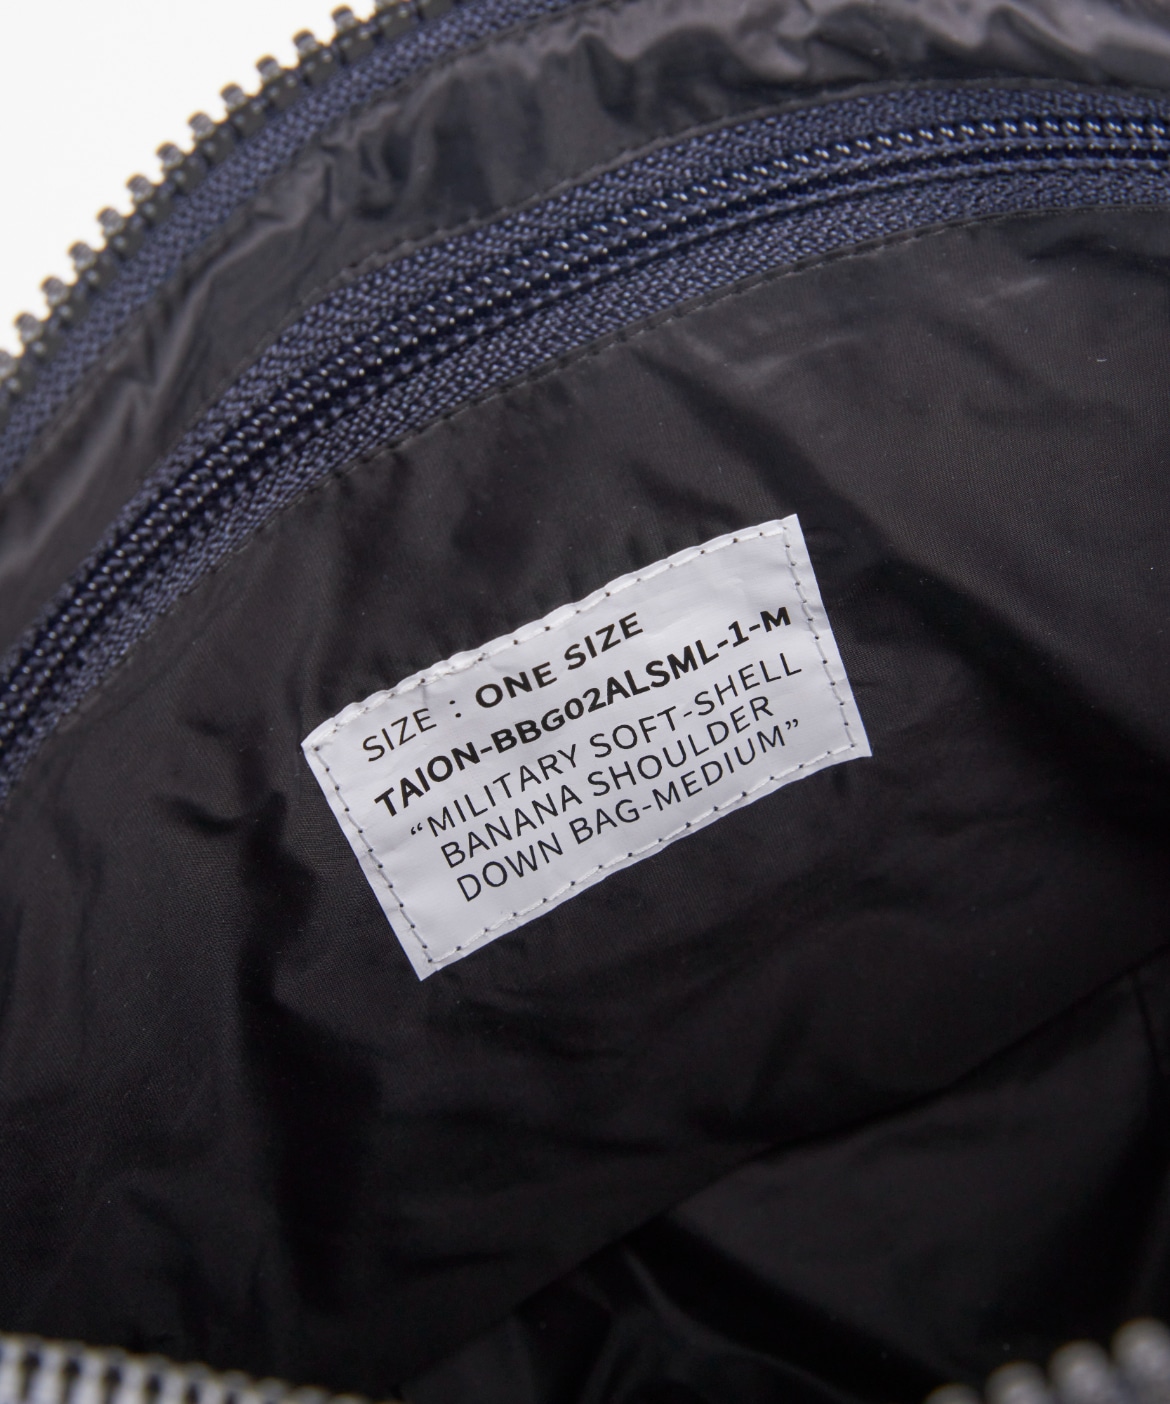 SIZE : ONE SIZE
TAION-BBG02ALSML-1-M
“MILITARY SOFT-SHELL
BANANA SHOULDER
DOWN BAG-MEDIUM”